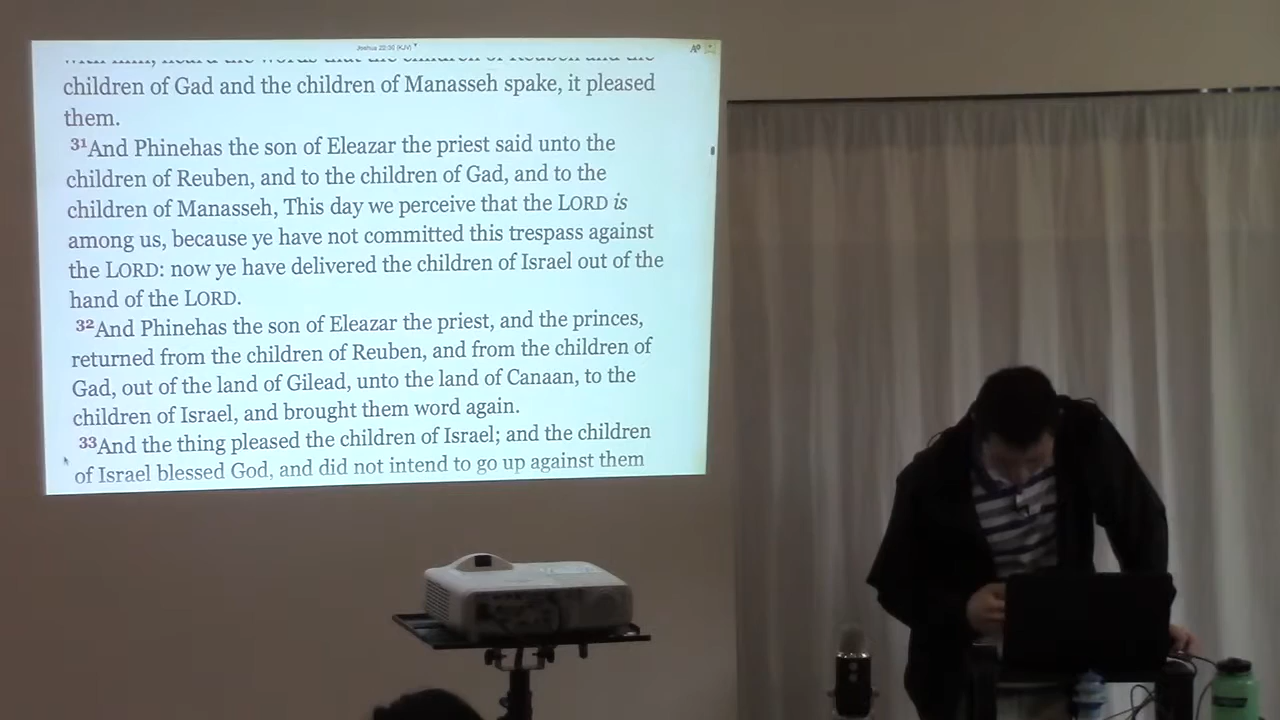 Joshua 22:30 (KJV)
children of Gad and the children of Manasseh spake, it pleased
them.
31And Phinehas the son of Eleazar the priest said unto the
children of Reuben, and to the children of Gad, and to the
children of Manasseh, This day we perceive that the LORD is
among us, because ye have not committed this trespass against
the LORD: now ye have delivered the children of Israel out of the
hand of the LORD.
32And Phinehas the son of Eleazar the priest, and the princes,
returned from the children of Reuben, and from the children of
Gad, out of the land of Gilead, unto the land of Canaan, to the
children of Israel, and brought them word again.
33And the thing pleased the children of Israel; and the children
of Israel blessed God, and did not intend to go up against them